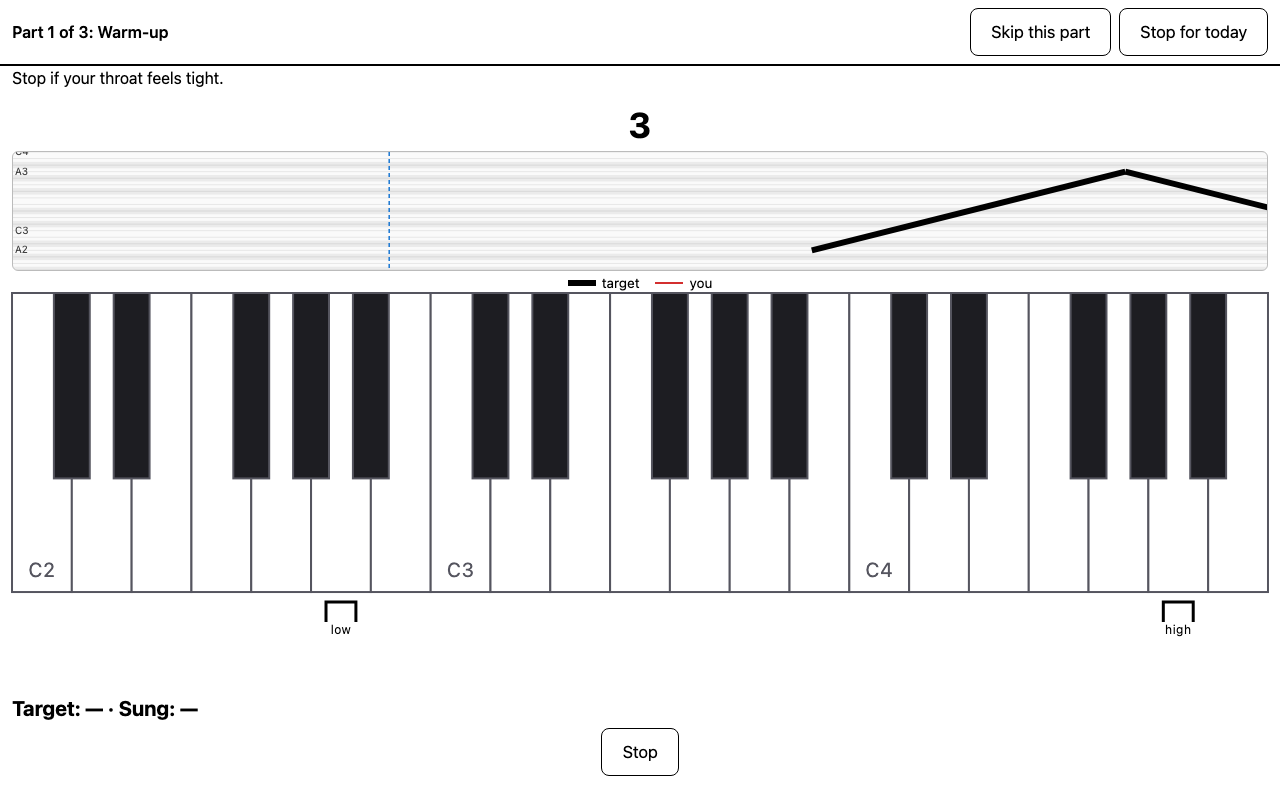 Part 1 of 3: Warm-up
Skip this part
Stop for today
Stop if your throat feels tight.
3
A3
C3
A2
target
you
C2
C3
C4
low
high
Target: — · Sung: —
Stop